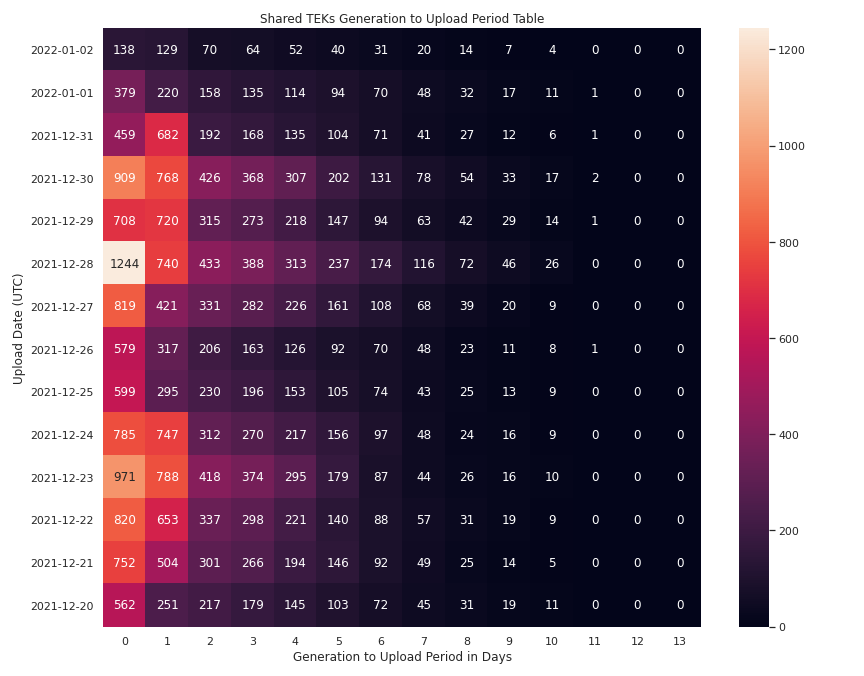 Shared TEKs Generation to Upload Period Table
2022-01-02 138 129 70 64 52 40 31 20 14 7 4 0 0 0
2022-01-01 379 220 158 135 114 94 70 48 32 17 11 1 0 0
2021-12-31 459 682 192 168 135 104 71 41 27 12 6 1 0 0
2021-12-30 909 768 426 368 307 202 131 78 54 33 17 2 0 0
2021-12-29 708 720 315 273 218 147 94 63 42 29 14 1 0 0
2021-12-28 1244 740 433 388 313 237 174 116 72 46 26 0 0 0
2021-12-27 819 421 331 282 226 161 108 68 39 20 9 0 0 0
2021-12-26 579 317 206 163 126 92 70 48 23 11 8 1 0 0
2021-12-25 599 295 230 196 153 105 74 43 25 13 9 0 0 0
2021-12-24 785 747 312 270 217 156 97 48 24 16 9 0 0 0
2021-12-23 971 788 418 374 295 179 87 44 26 16 10 0 0 0
2021-12-22 820 653 337 298 221 140 88 57 31 19 9 0 0 0
2021-12-21 752 504 301 266 194 146 92 49 25 14 5 0 0 0
2021-12-20 562 251 217 179 145 103 72 45 31 19 11 0 0 0
0 1 2 3 4 5 6 7 8 9 10 11 12 13
Generation to Upload Period in Days
Upload Date (UTC)
1200
1000
800
600
400
200
0